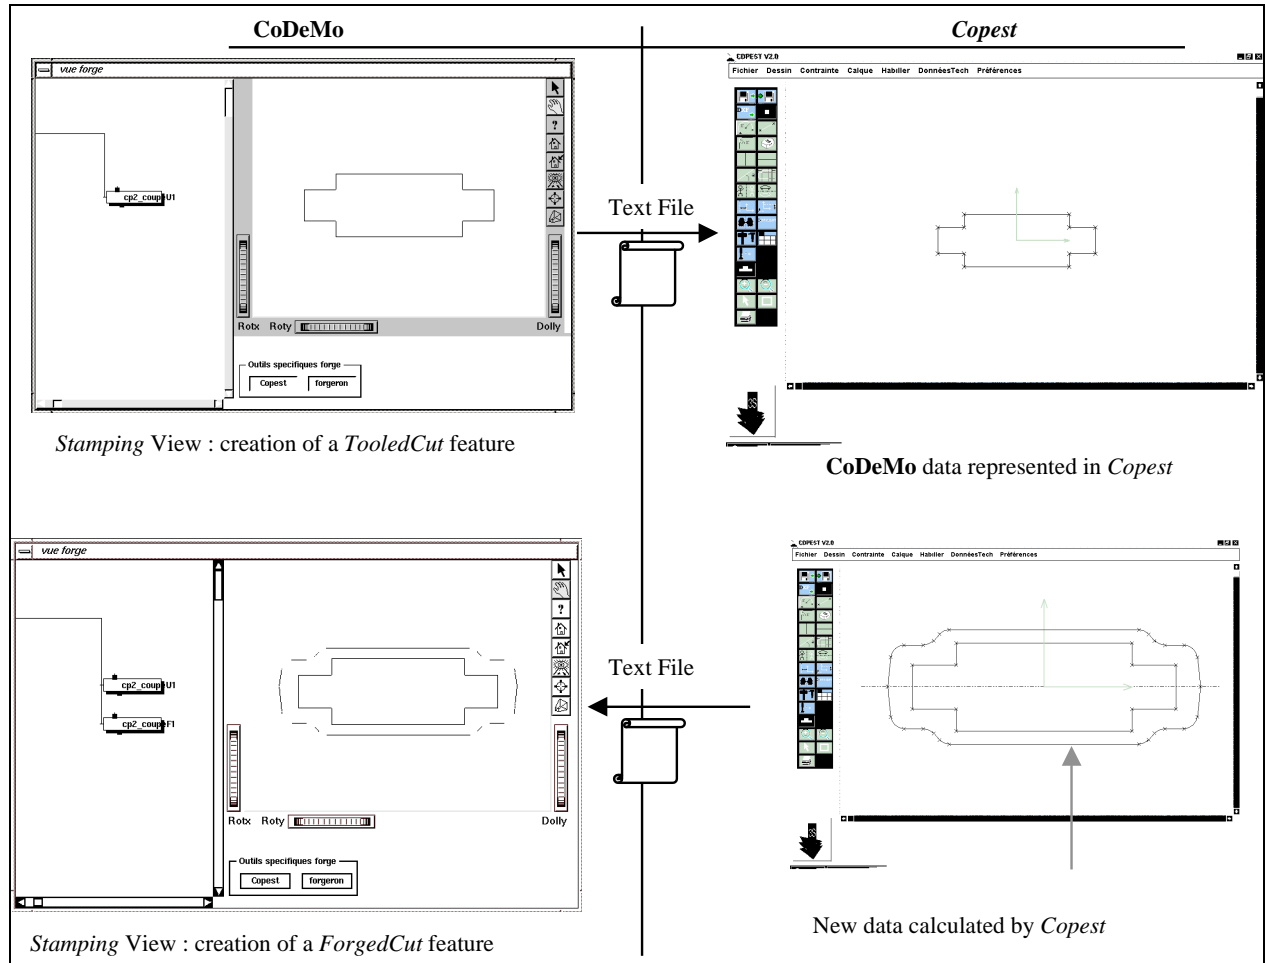 CoDeMo
Copest
vue forge
cp2_coupeU1
?
Rotx Roty Dolly
Outils specifiques forge
Copest forgeron
Text File
COPEST V2.0
Fichier Dessin Contrainte Calque Habiller DonnéesTech Préférences
Stamping View : creation of a TooledCut feature
CoDeMo data represented in Copest
vue forge
cp2_coupeU1
cp2_coupeF1
?
Rotx Roty Dolly
Outils specifiques forge
Copest forgeron
Text File
COPEST V2.0
Fichier Dessin Contrainte Calque Habiller DonnéesTech Préférences
Stamping View : creation of a ForgedCut feature
New data calculated by Copest